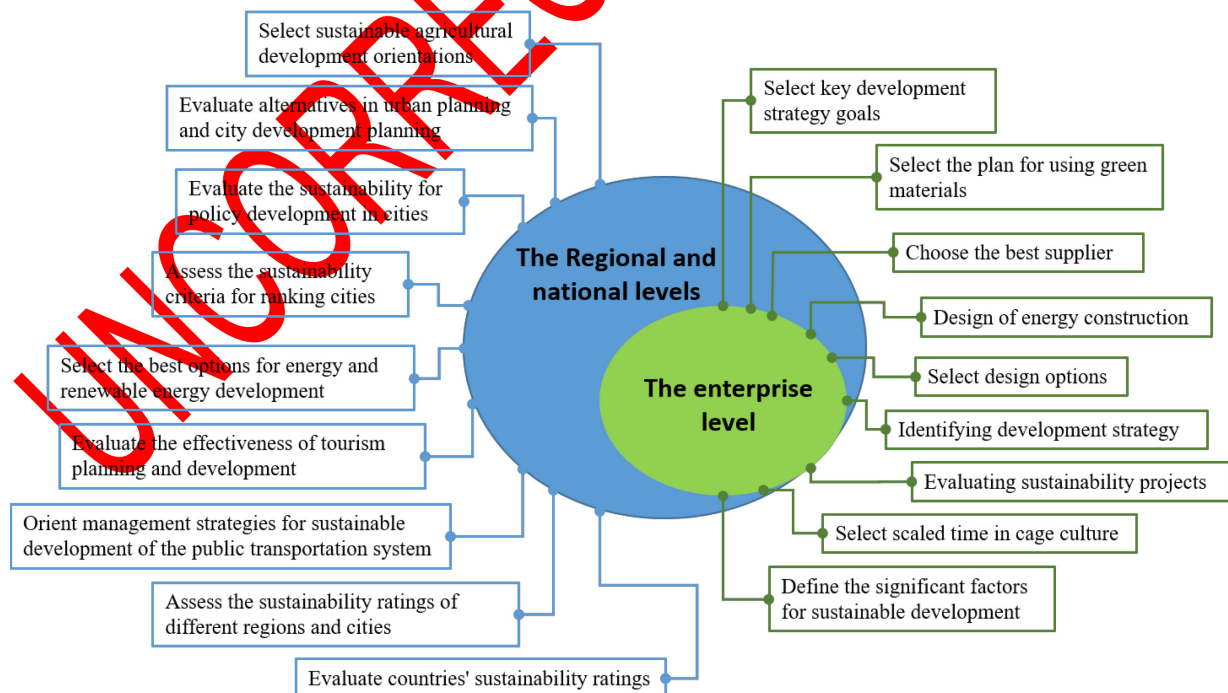 Select sustainable agricultural
development orientations
Evaluate alternatives in urban planning
and city development planning
Evaluate the sustainability for
policy development in cities
Assess the sustainability
criteria for ranking cities
Select the best options for energy and
renewable energy development
Evaluate the effectiveness of tourism
planning and development
Orient management strategies for sustainable
development of the public transportation system
Assess the sustainability ratings of
different regions and cities
Evaluate countries' sustainability ratings
The Regional and
national levels
The enterprise
level
Select key development
strategy goals
Select the plan for using green
materials
Choose the best supplier
Design of energy construction
Select design options
Identifying development strategy
Evaluating sustainability projects
Select scaled time in cage culture
Define the significant factors
for sustainable development